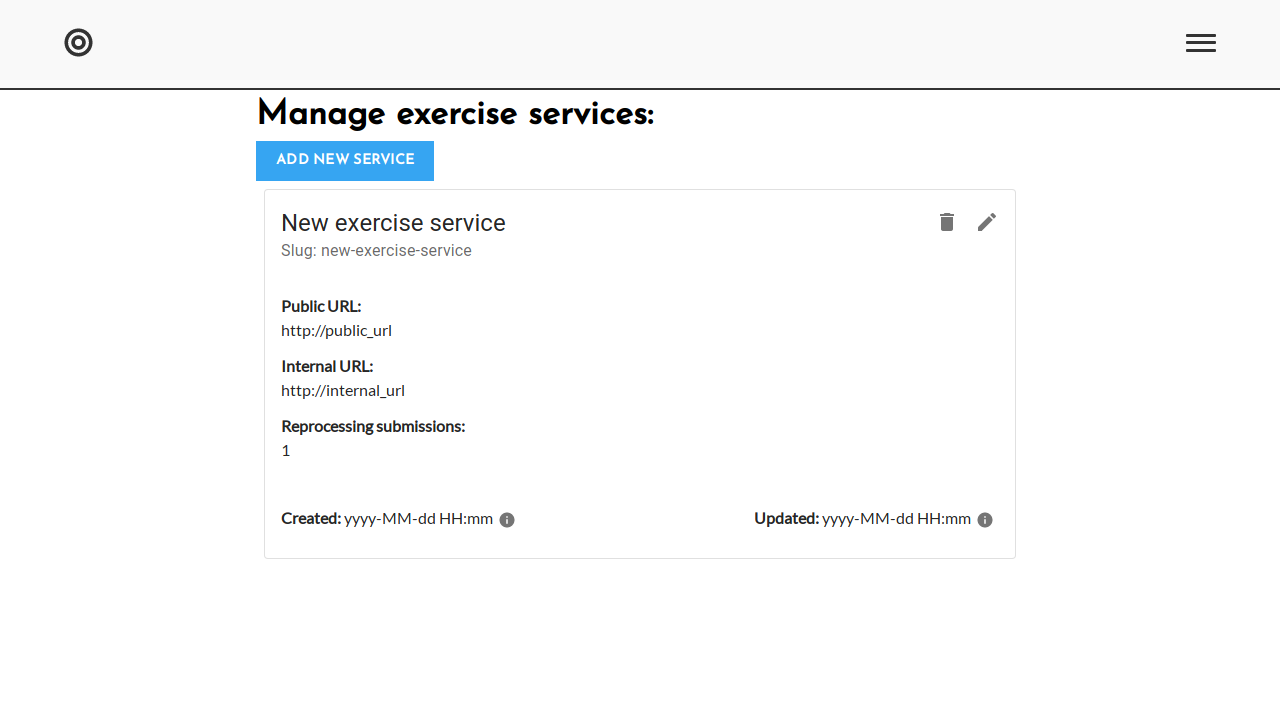 Manage exercise services:
ADD NEW SERVICE
New exercise service
Slug: new-exercise-service
Public URL:
http://public_url
Internal URL:
http://internal_url
Reprocessing submissions:
1
Created: yyyy-MM-dd HH:mm
Updated: yyyy-MM-dd HH:mm